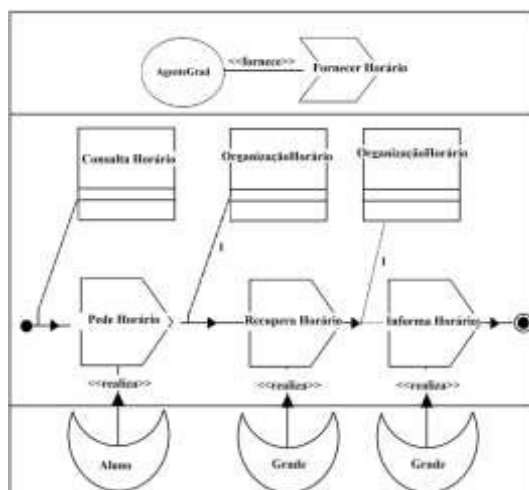 <<fornece>>
AgenteGrad
Fornecer Horário
Consulta Horário
OrganizaçãoHorário
OrganizaçãoHorário
1
1
Pede Horário
Recupera Horário
Informa Horário
<<realiza>>
<<realiza>>
<<realiza>>
Aluno
Grade
Grade